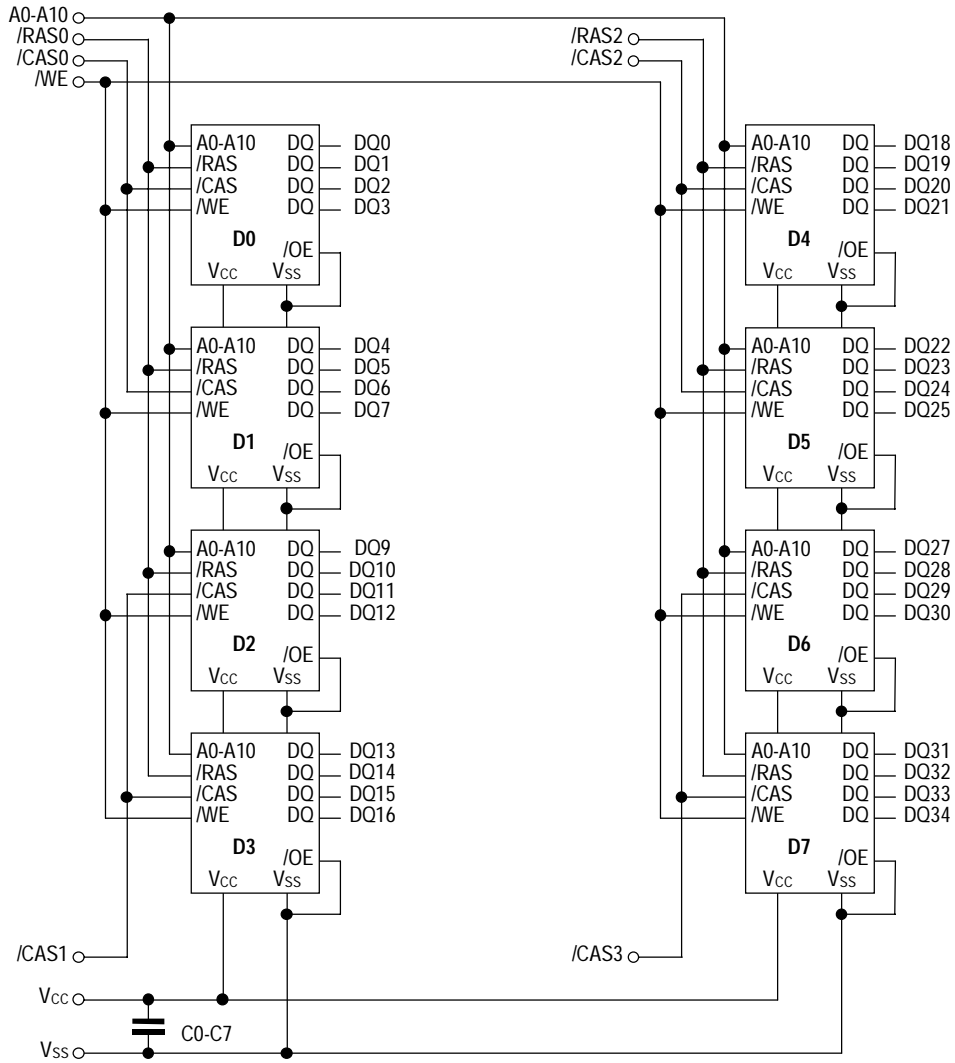 A0-A10
/RAS0
/CAS0
/WE
/RAS2
/CAS2
A0-A10 DQ DQ0
/RAS DQ DQ1
/CAS DQ DQ2
/WE DQ DQ3
D0
/OE
Vcc Vss
A0-A10 DQ DQ4
/RAS DQ DQ5
/CAS DQ DQ6
/WE DQ DQ7
D1
/OE
Vcc Vss
A0-A10 DQ DQ9
/RAS DQ DQ10
/CAS DQ DQ11
/WE DQ DQ12
D2
/OE
Vcc Vss
A0-A10 DQ DQ13
/RAS DQ DQ14
/CAS DQ DQ15
/WE DQ DQ16
D3
/OE
Vcc Vss
A0-A10 DQ DQ18
/RAS DQ DQ19
/CAS DQ DQ20
/WE DQ DQ21
D4
/OE
Vcc Vss
A0-A10 DQ DQ22
/RAS DQ DQ23
/CAS DQ DQ24
/WE DQ DQ25
D5
/OE
Vcc Vss
A0-A10 DQ DQ27
/RAS DQ DQ28
/CAS DQ DQ29
/WE DQ DQ30
D6
/OE
Vcc Vss
A0-A10 DQ DQ31
/RAS DQ DQ32
/CAS DQ DQ33
/WE DQ DQ34
D7
/OE
Vcc Vss
/CAS1
/CAS3
Vcc
C0-C7
Vss